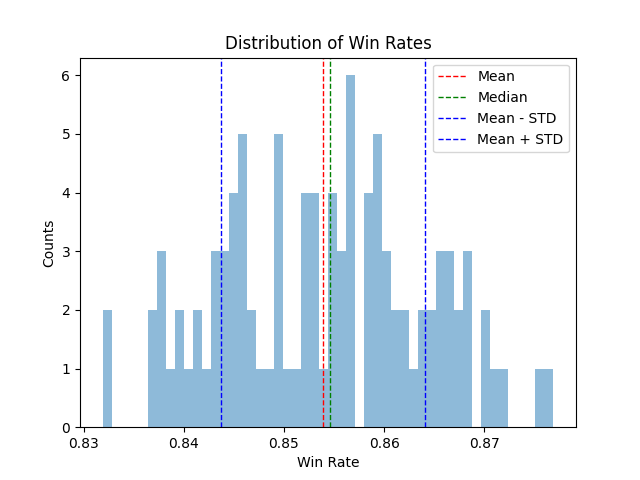 Distribution of Win Rates
Mean
Median
Mean - STD
Mean + STD
Counts
6
5
4
3
2
1
0
0.83 0.84 0.85 0.86 0.87
Win Rate